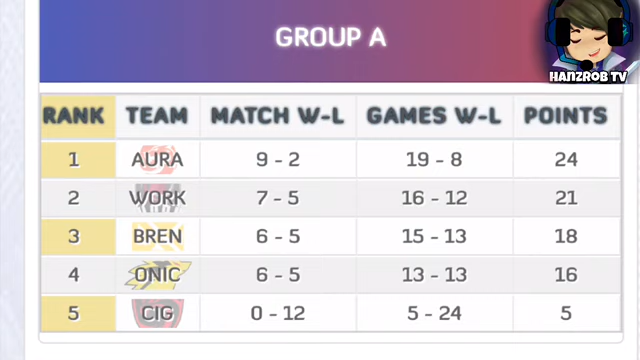 GROUP A
HANZROB TV
RANK TEAM MATCH W-L GAMES W-L POINTS
1 AURA 9 - 2 19 - 8 24
2 WORK 7 - 5 16 - 12 21
3 BREN 6 - 5 15 - 13 18
4 ONIC 6 - 5 13 - 13 16
5 CIG 0 - 12 5 - 24 5